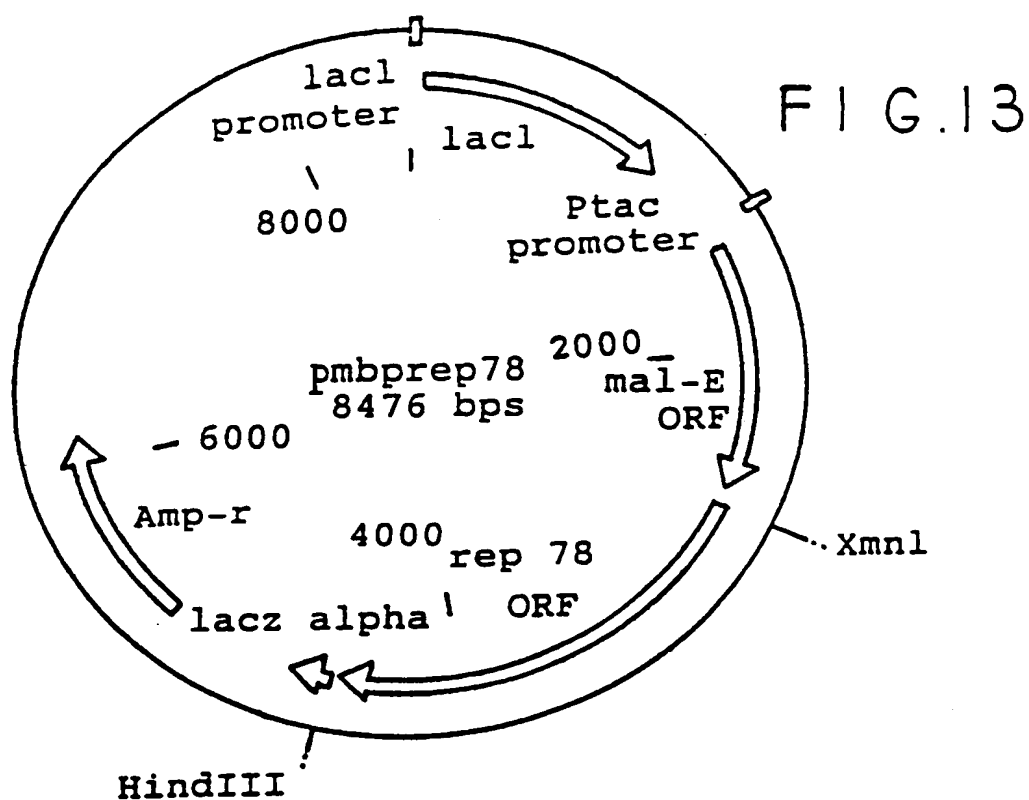 FIG.13
lacl
promoter
lacl
8000
Ptac
promoter
2000
mal-E
ORF
pmbprep78
8476 bps
6000
Amp-r
4000
rep 78
ORF
lacz alpha
Xmnl
HindIII